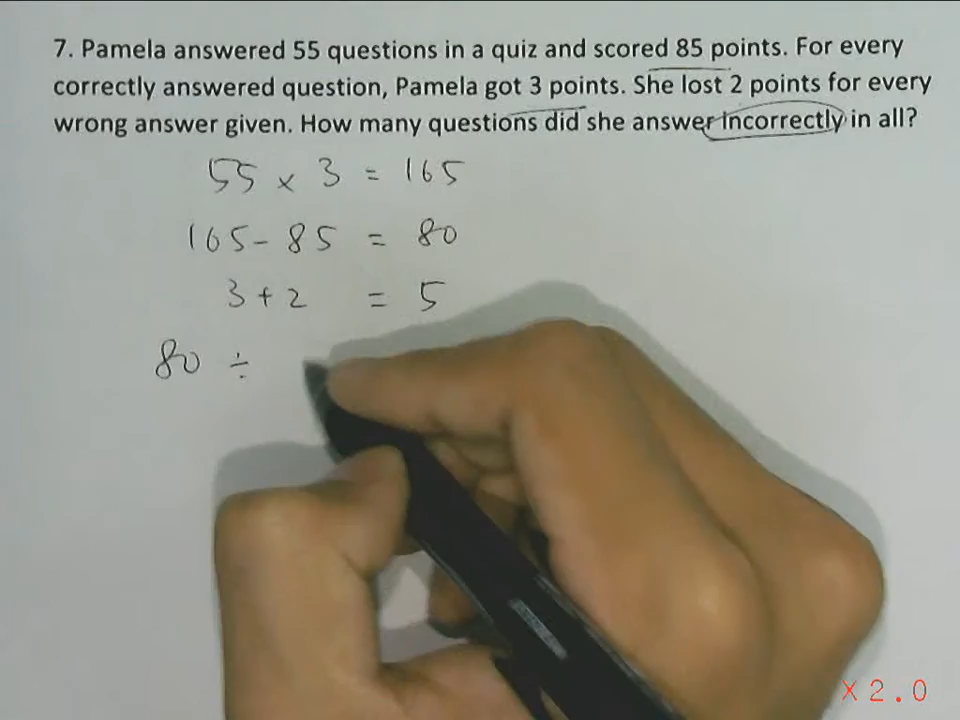 7. Pamela answered 55 questions in a quiz and scored 85 points. For every
correctly answered question, Pamela got 3 points. She lost 2 points for every
wrong answer given. How many questions did she answer incorrectly in all?
55 × 3 = 165
165 - 85 = 80
3 + 2 = 5
80 ÷
X2.0